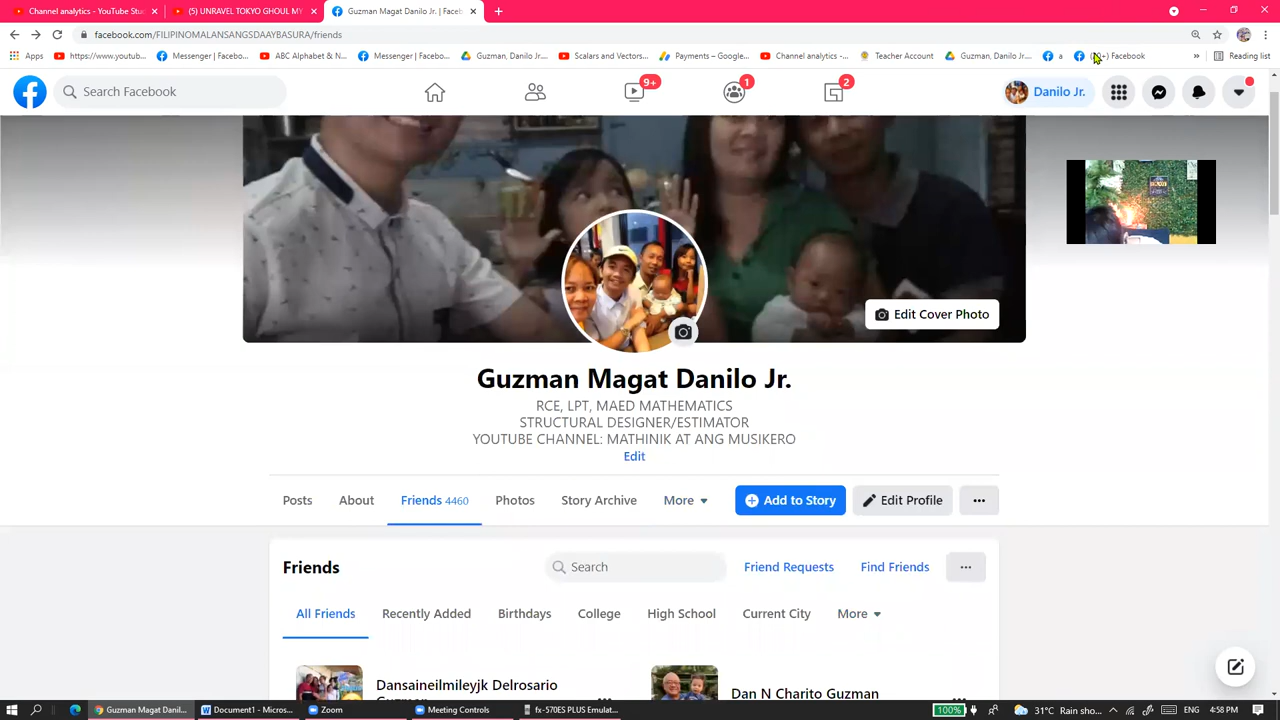 Channel analytics - YouTube Stu
(5) UNRAVEL TOKYO GHOUL MY
Guzman Magat Danilo Jr. | Faceb
facebook.com/FILIPINOMALANSANGSDAAYBASURA/friends
Apps
https://www.youtub...
Messenger | Facebo...
ABC Alphabet & N...
Messenger | Facebo...
Guzman, Danilo Jr...
Scalars and Vectors...
Payments – Google...
Channel analytics -...
Teacher Account
Guzman, Danilo Jr...
a
Facebook
»
Reading list
Search Facebook
9+
1
2
Danilo Jr.
Edit Cover Photo
Guzman Magat Danilo Jr.
RCE, LPT, MAED MATHEMATICS
STRUCTURAL DESIGNER/ESTIMATOR
YOUTUBE CHANNEL: MATHINIK AT ANG MUSIKERO
Edit
Posts
About
Friends 4460
Photos
Story Archive
More
Add to Story
Edit Profile
Friends
Search
Friend Requests
Find Friends
All Friends
Recently Added
Birthdays
College
High School
Current City
More
Dansaineilmileyjk Delrosario
Dan N Charito Guzman
Guzman Magat Danil...
Document1 - Micros...
Zoom
Meeting Controls
fx-570ES PLUS Emulat...
100%
31°C Rain sho...
4:58 PM